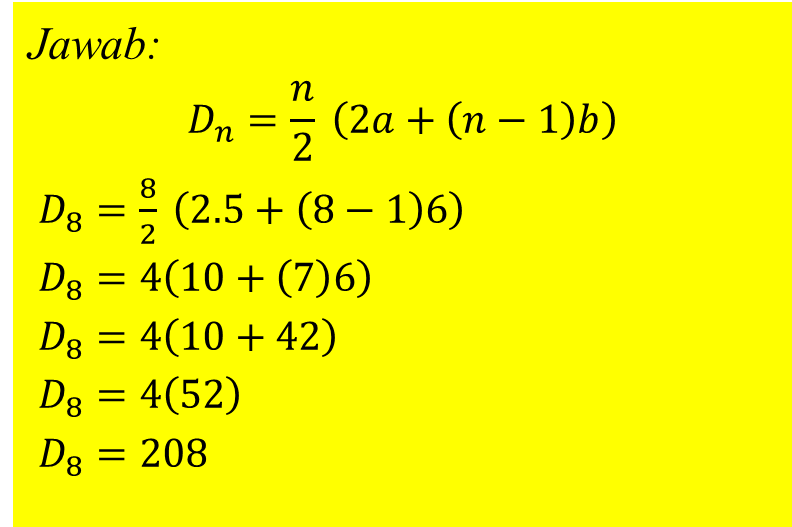 Jawab:
Dₙ = n/2 (2a + (n − 1)b)
D₈ = 8/2 (2.5 + (8 − 1)6)
D₈ = 4(10 + (7)6)
D₈ = 4(10 + 42)
D₈ = 4(52)
D₈ = 208